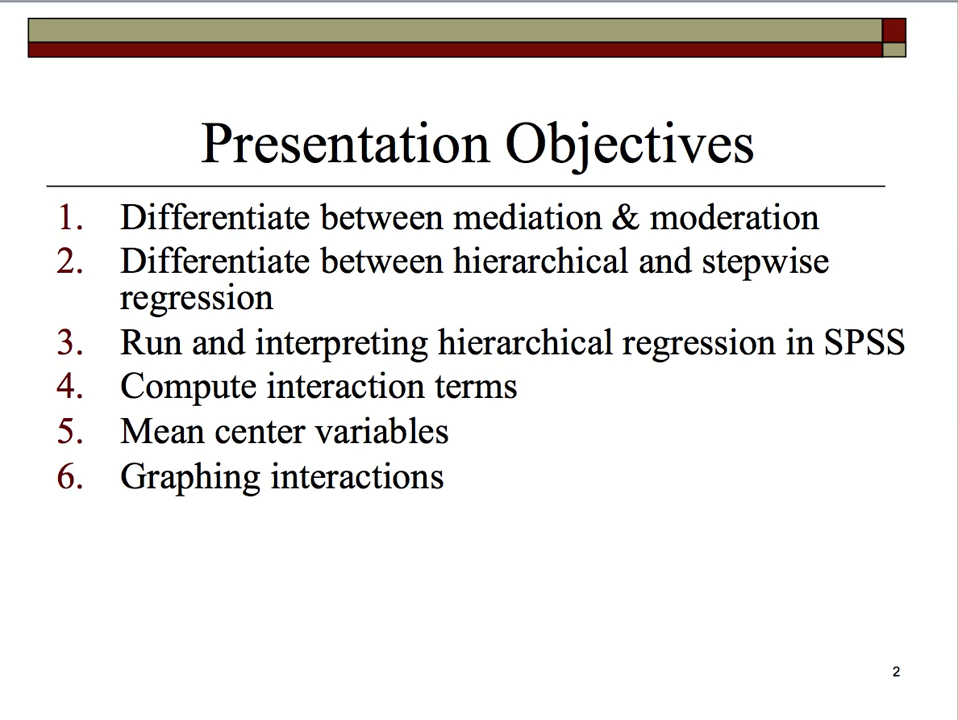 Presentation Objectives
1. Differentiate between mediation & moderation
2. Differentiate between hierarchical and stepwise
regression
3. Run and interpreting hierarchical regression in SPSS
4. Compute interaction terms
5. Mean center variables
6. Graphing interactions
2